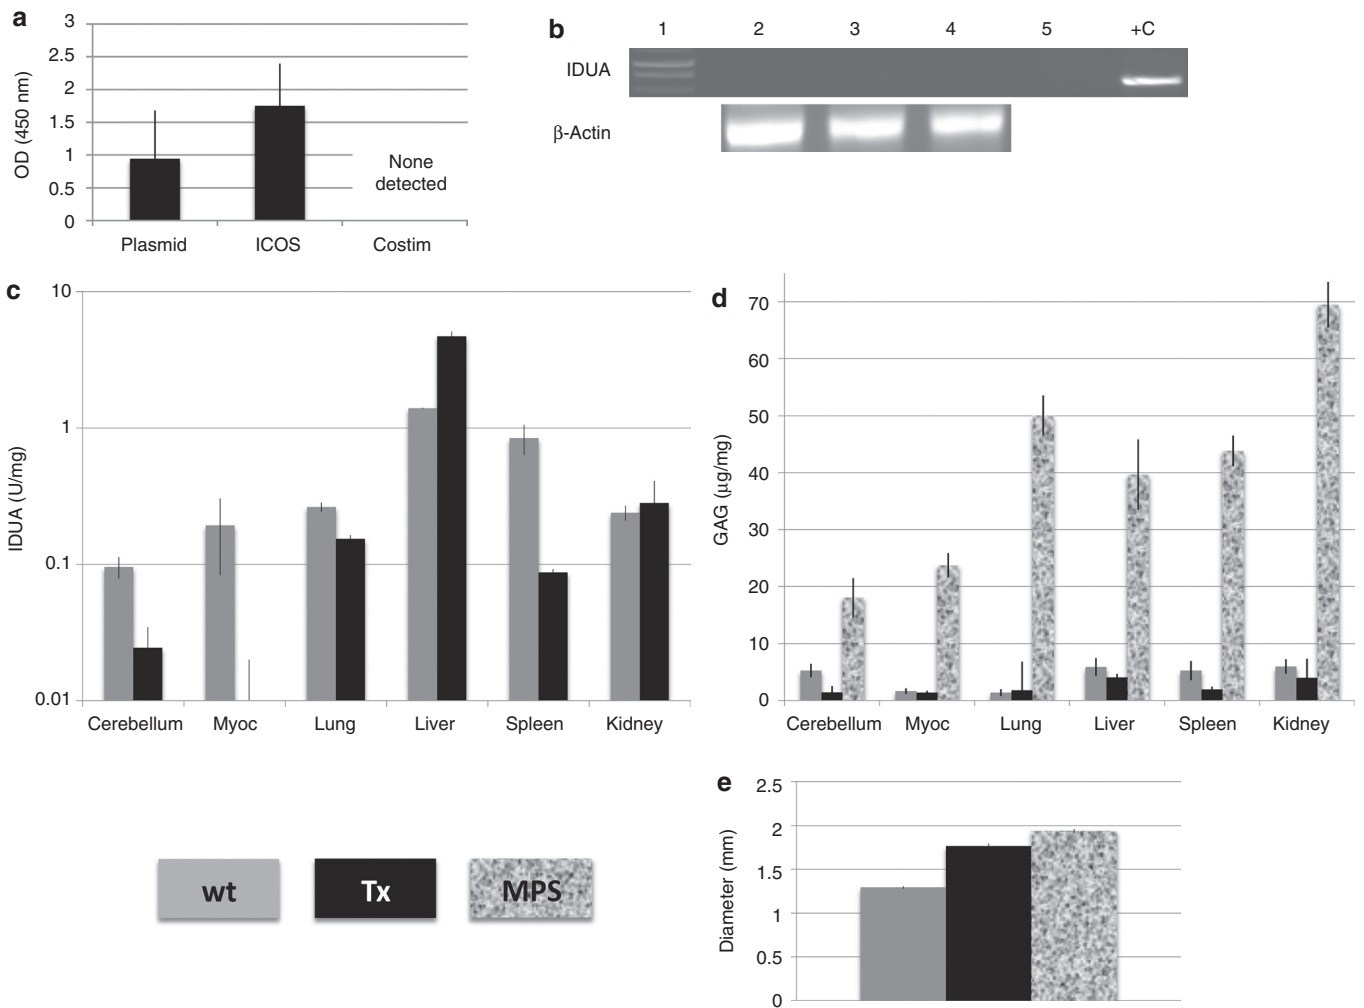 a
3
2.5
2
1.5
1
0.5
0
OD (450 nm)
None
detected
Plasmid ICOS Costim
b
1 2 3 4 5 +C
IDUA
β-Actin
c
10
1
0.1
0.01
IDUA (U/mg)
Cerebellum Myoc Lung Liver Spleen Kidney
d
70
60
50
40
30
20
10
0
GAG (μg/mg)
Cerebellum Myoc Lung Liver Spleen Kidney
wt Tx MPS
e
2.5
2
1.5
1
0.5
0
Diameter (mm)